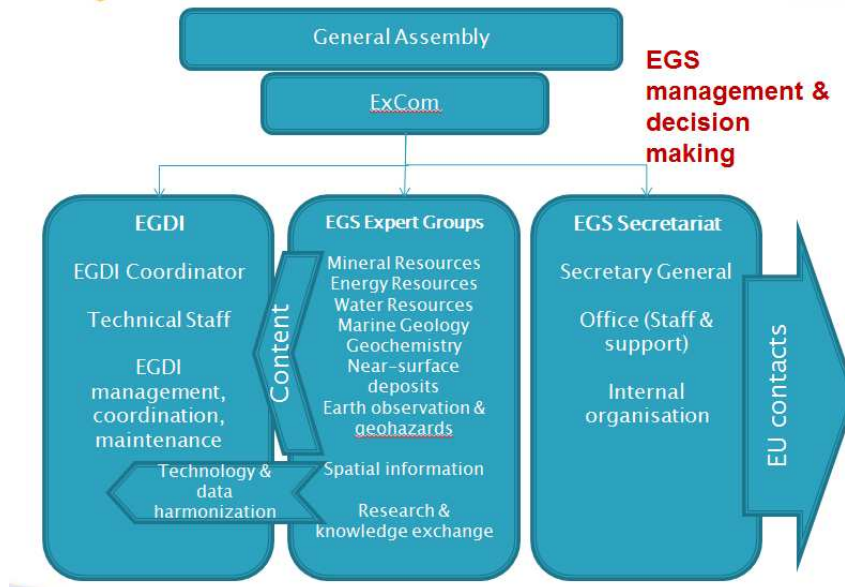 General Assembly
ExCom
EGS
management &
decision
making
EGDI
EGDI Coordinator
Technical Staff
EGDI
management,
coordination,
maintenance
Technology &
data
harmonization
Content
EGS Expert Groups
Mineral Resources
Energy Resources
Water Resources
Marine Geology
Geochemistry
Near-surface
deposits
Earth observation &
geohazards
Spatial information
Research &
knowledge exchange
EGS Secretariat
Secretary General
Office (Staff &
support)
Internal
organisation
EU contacts